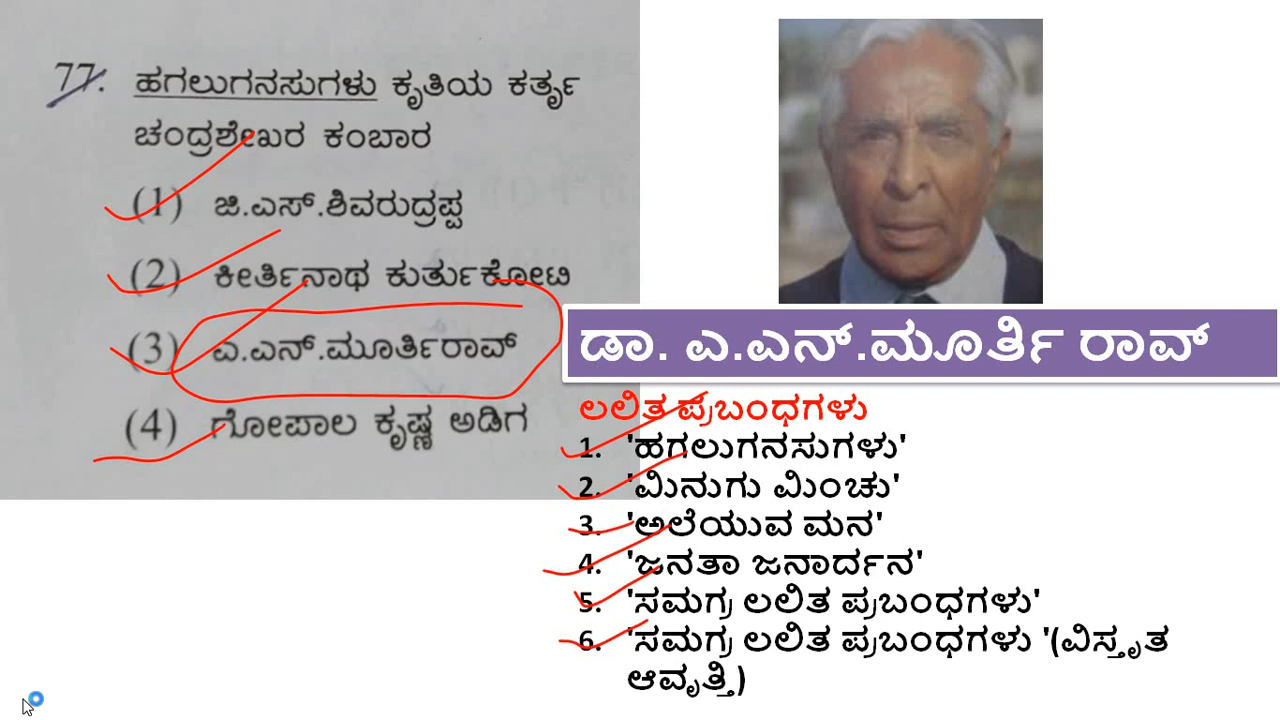 77. ಹಗಲುಗನಸುಗಳು ಕೃತಿಯ ಕರ್ತೃ
ಚಂದ್ರಶೇಖರ ಕಂಬಾರ
(1) ಜಿ.ಎಸ್.ಶಿವರುದ್ರಪ್ಪ
(2) ಕೀರ್ತಿನಾಥ ಕುರ್ತುಕೋಟಿ
(3) ಎ.ಎನ್.ಮೂರ್ತಿರಾವ್
(4) ಗೋಪಾಲ ಕೃಷ್ಣ ಅಡಿಗ
ಡಾ. ಎ.ಎನ್.ಮೂರ್ತಿ ರಾವ್
ಲಲಿತ ಪ್ರಬಂಧಗಳು
1. 'ಹಗಲುಗನಸುಗಳು'
2. 'ಮಿನುಗು ಮಿಂಚು'
3. 'ಅಲೆಯುವ ಮನ'
4. 'ಜನತಾ ಜನಾರ್ದನ'
5. 'ಸಮಗ್ರ ಲಲಿತ ಪ್ರಬಂಧಗಳು'
6. 'ಸಮಗ್ರ ಲಲಿತ ಪ್ರಬಂಧಗಳು '(ವಿಸ್ತೃತ
ಆವೃತ್ತಿ)